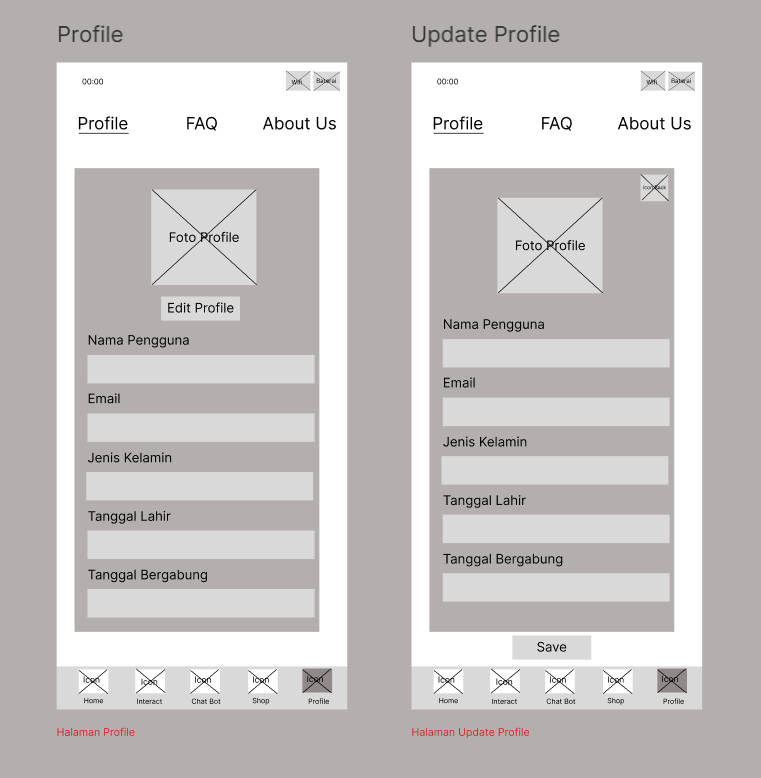 Profile
00:00
Wifi
Baterai
Profile
FAQ
About Us
Foto Profile
Edit Profile
Nama Pengguna
Email
Jenis Kelamin
Tanggal Lahir
Tanggal Bergabung
Icon
Icon
Icon
Icon
Icon
Home
Interact
Chat Bot
Shop
Profile
Halaman Profile
Update Profile
00:00
Wifi
Baterai
Profile
FAQ
About Us
Icon Back
Foto Profile
Nama Pengguna
Email
Jenis Kelamin
Tanggal Lahir
Tanggal Bergabung
Save
Icon
Icon
Icon
Icon
Icon
Home
Interact
Chat Bot
Shop
Profile
Halaman Update Profile